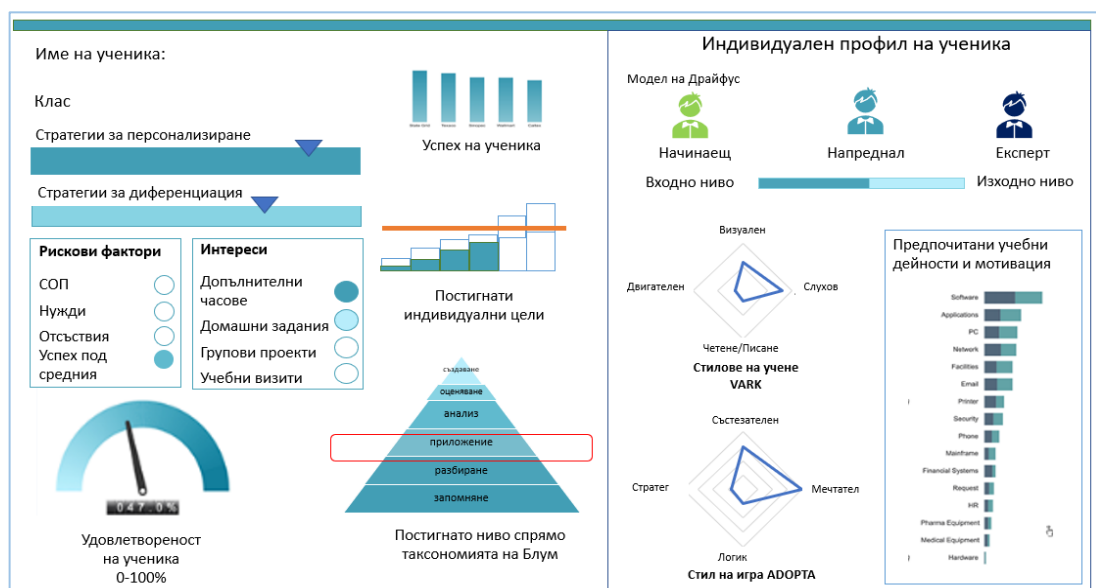 Име на ученика:
Клас
Стратегии за персонализиране
Стратегии за диференциация
Рискови фактори
СОП
Нужди
Отсъствия
Успех под
средния
Интереси
Допълнителни
часове
Домашни задания
Групови проекти
Учебни визити
047.0%
Удовлетвореност
на ученика
0-100%
Успех на ученика
Постигнати
индивидуални цели
създаване
оценяване
анализ
приложение
разбиране
запомняне
Постигнато ниво спрямо
таксономията на Блум
Индивидуален профил на ученика
Модел на Драйфус
Начинаещ
Напреднал
Експерт
Входно ниво
Изходно ниво
Визуален
Двигателен
Слухов
Четене/Писане
Стилове на учене
VARK
Състезателен
Стратег
Мечтател
Логик
Стил на игра ADOPTA
Предпочитани учебни
дейности и мотивация
Software
Applications
PC
Network
Facilities
Email
Printer
Security
Phone
Mainframe
Financial Systems
Request
HR
Pharma Equipment
Medical Equipment
Hardware